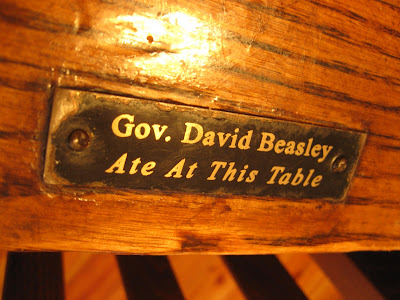 Gov. David Beasley
Ate At This Table